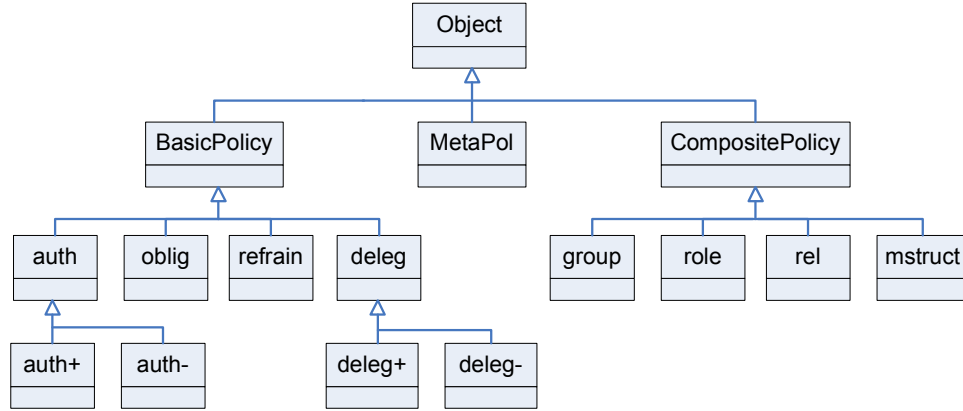 Object
BasicPolicy
MetaPol
CompositePolicy
auth
oblig
refrain
deleg
group
role
rel
mstruct
auth+
auth-
deleg+
deleg-